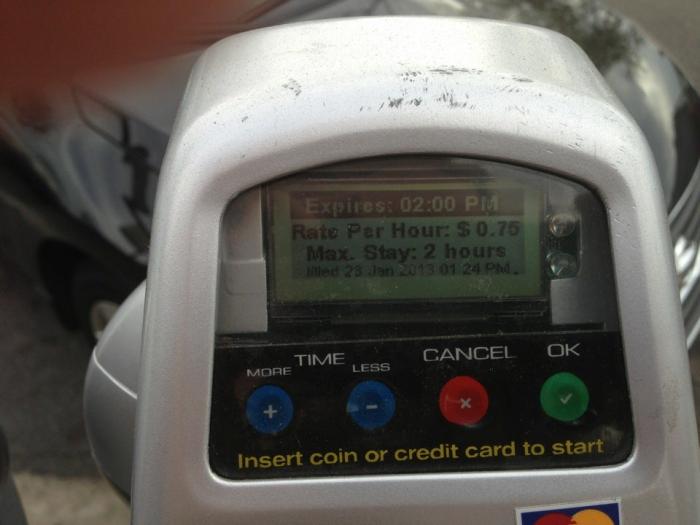 Expires: 02:00 PM
Rate Per Hour: $ 0.75
Max. Stay: 2 hours
Wed 23 Jan 2013 01:24 PM
TIME
MORE
LESS
CANCEL
OK
+
-
×
✓
Insert coin or credit card to start